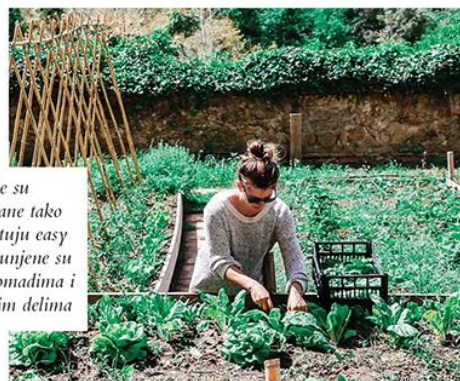 e su
ane tako
tuju easy
unjene su
omadima i
im delima